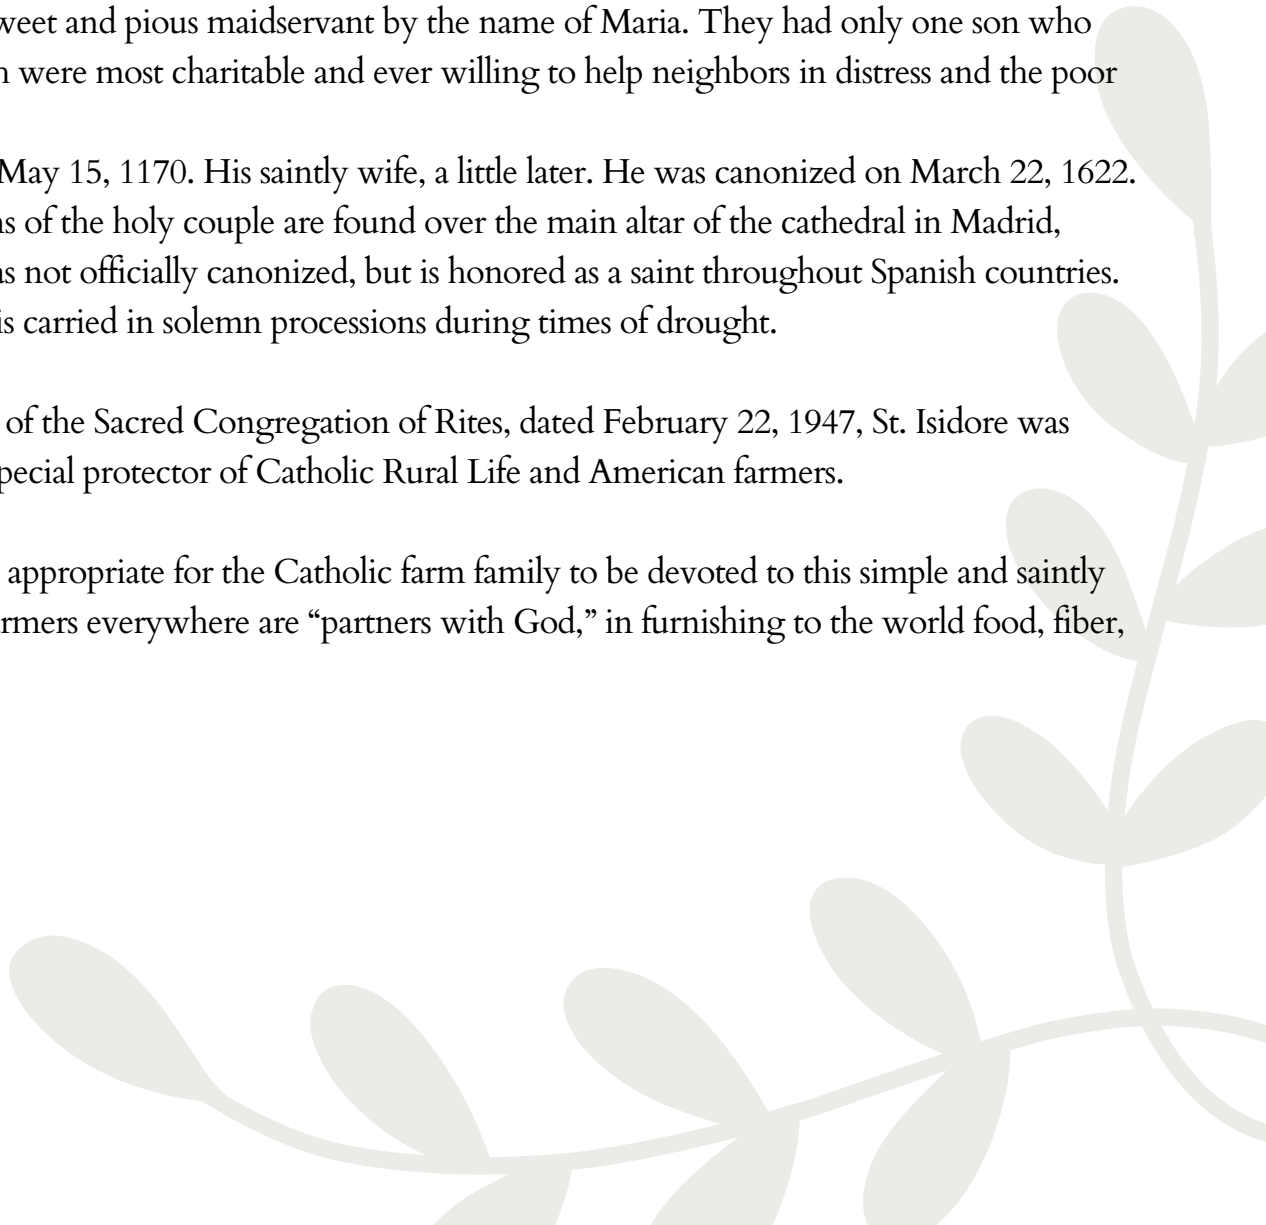 weet and pious maidservant by the name of Maria. They had only one son who
were most charitable and ever willing to help neighbors in distress and the poor
May 15, 1170. His saintly wife, a little later. He was canonized on March 22, 1622.
of the holy couple are found over the main altar of the cathedral in Madrid,
not officially canonized, but is honored as a saint throughout Spanish countries.
is carried in solemn processions during times of drought.
of the Sacred Congregation of Rites, dated February 22, 1947, St. Isidore was
pecial protector of Catholic Rural Life and American farmers.
appropriate for the Catholic farm family to be devoted to this simple and saintly
rmers everywhere are “partners with God,” in furnishing to the world food, fiber,